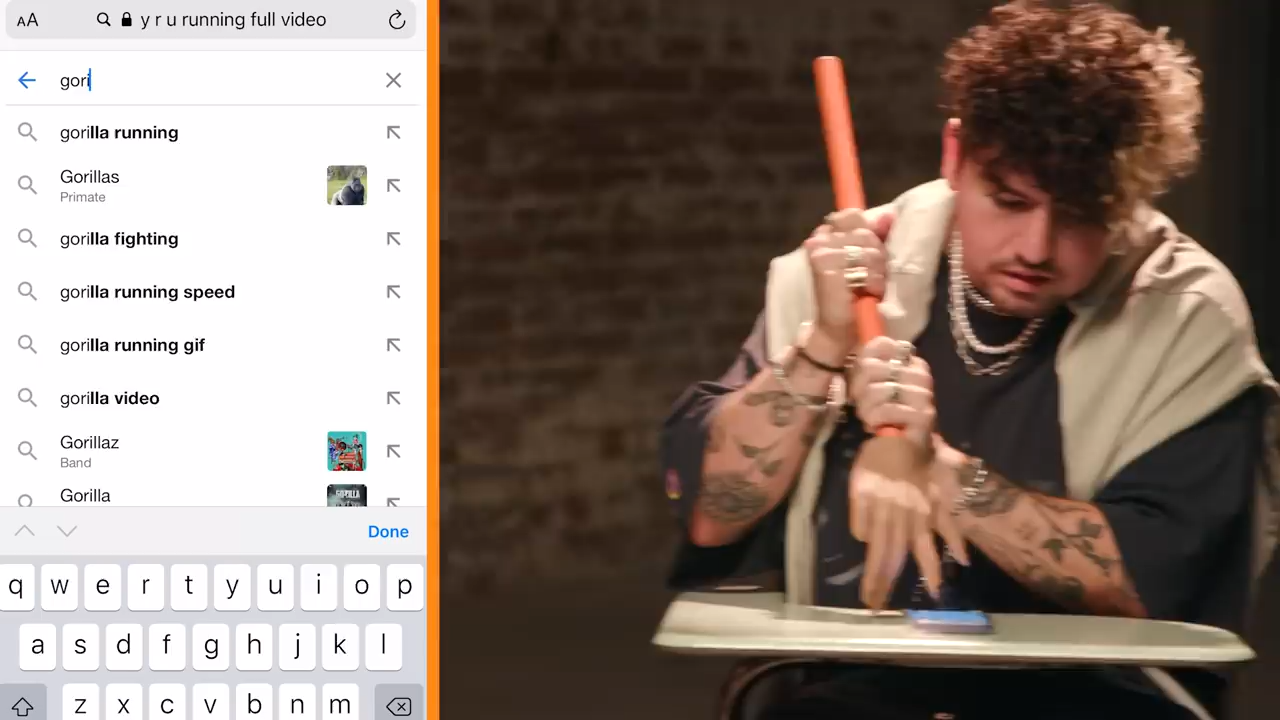 AA y r u running full video
gori
gorilla running
Gorillas
Primate
gorilla fighting
gorilla running speed
gorilla running gif
gorilla video
Gorillaz
Band
Gorilla
GORILLA
Done
q w e r t y u i o p
a s d f g h j k l
z x c v b n m